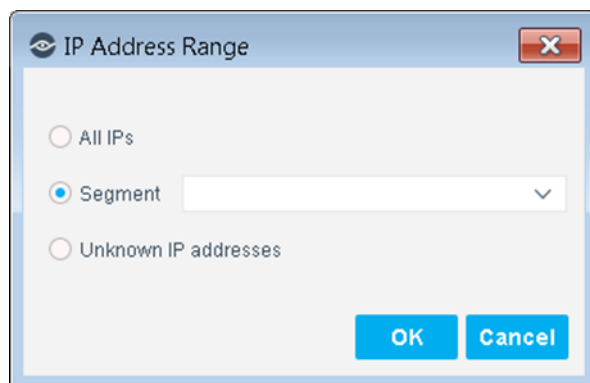 IP Address Range
All IPs
Segment
Unknown IP addresses
OK Cancel